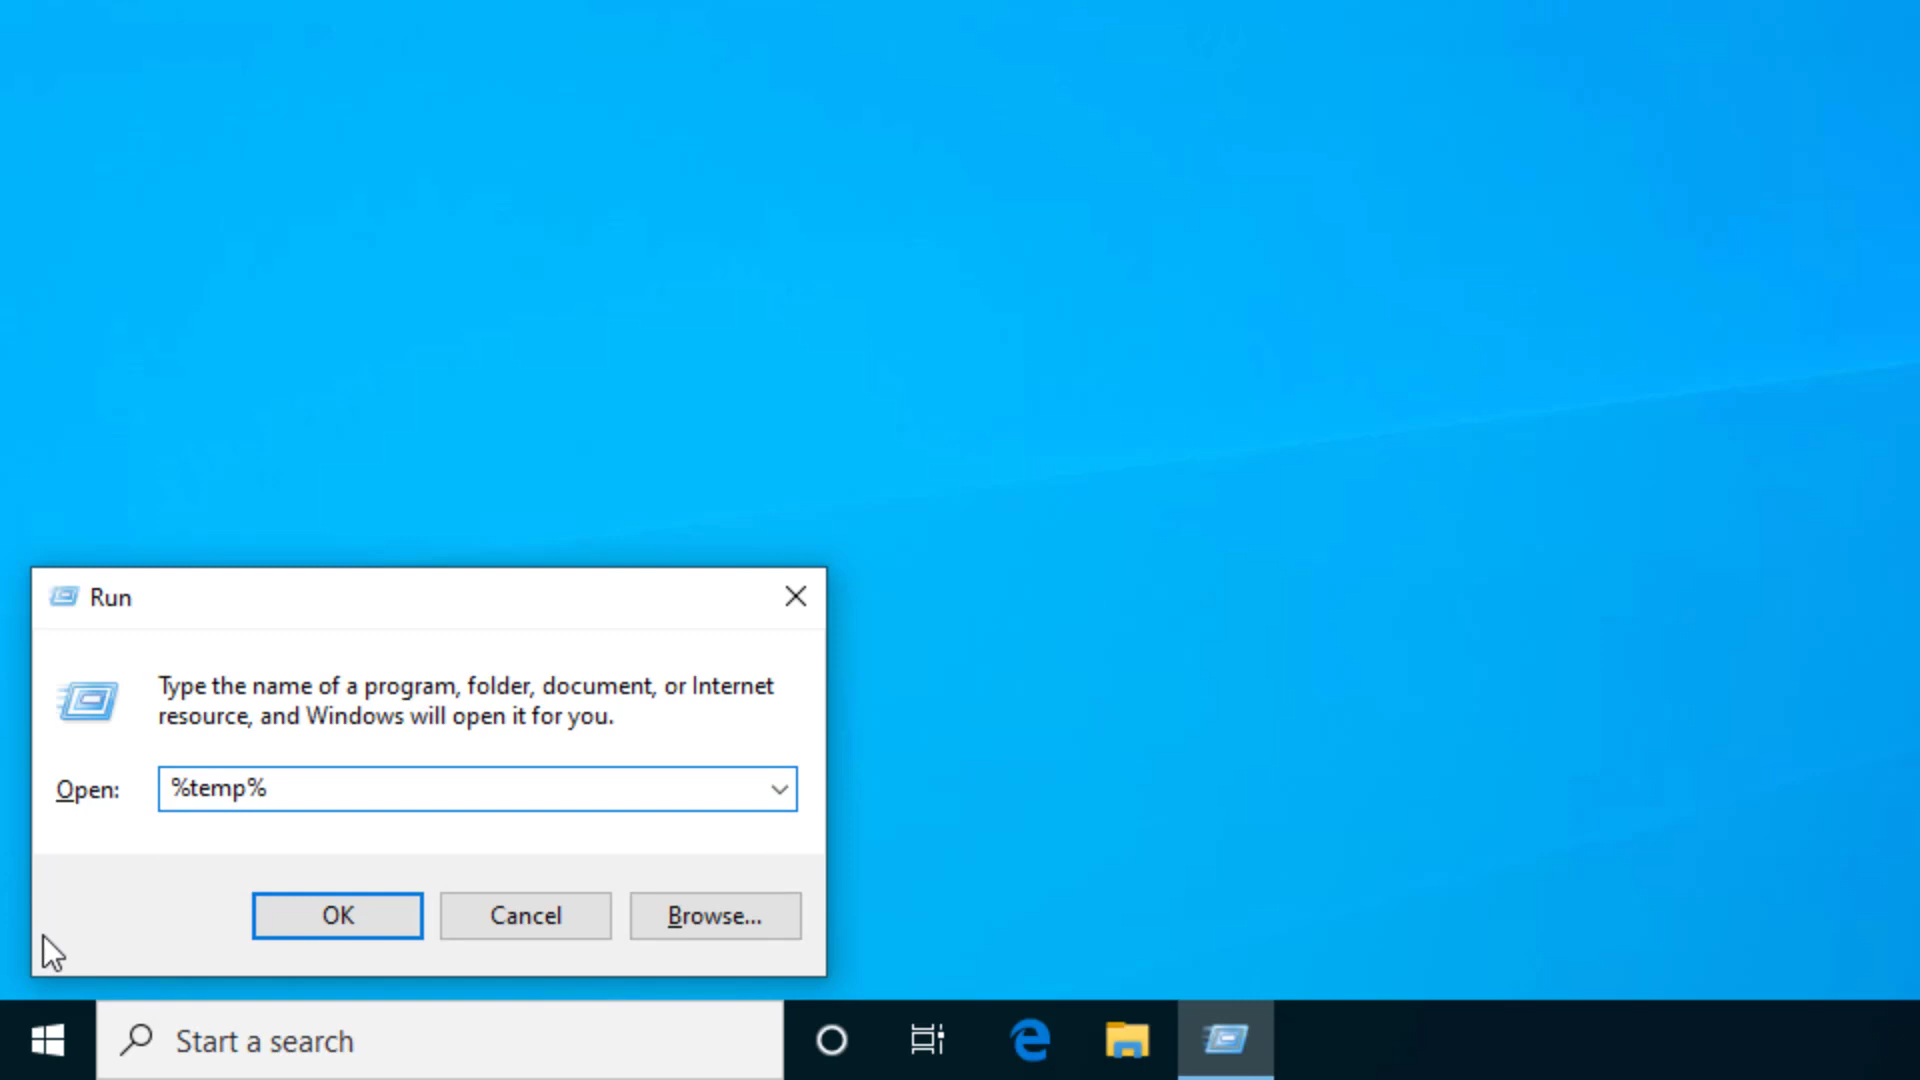 Run
Type the name of a program, folder, document, or Internet
resource, and Windows will open it for you.
Open: %temp%
OK Cancel Browse...
Start a search